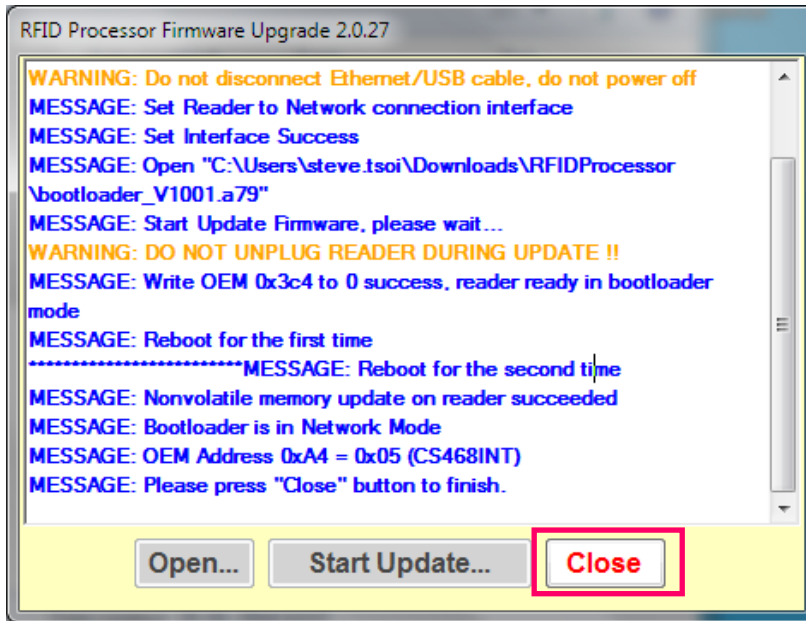 RFID Processor Firmware Upgrade 2.0.27
WARNING: Do not disconnect Ethernet/USB cable, do not power off
MESSAGE: Set Reader to Network connection interface
MESSAGE: Set Interface Success
MESSAGE: Open "C:\Users\steve.tsoi\Downloads\RFIDProcessor
\bootloader_V1001.a79"
MESSAGE: Start Update Firmware, please wait...
WARNING: DO NOT UNPLUG READER DURING UPDATE !!
MESSAGE: Write OEM 0x3c4 to 0 success, reader ready in bootloader
mode
MESSAGE: Reboot for the first time
*************************MESSAGE: Reboot for the second time
MESSAGE: Nonvolatile memory update on reader succeeded
MESSAGE: Bootloader is in Network Mode
MESSAGE: OEM Address 0xA4 = 0x05 (CS468INT)
MESSAGE: Please press "Close" button to finish.
Open... Start Update... Close